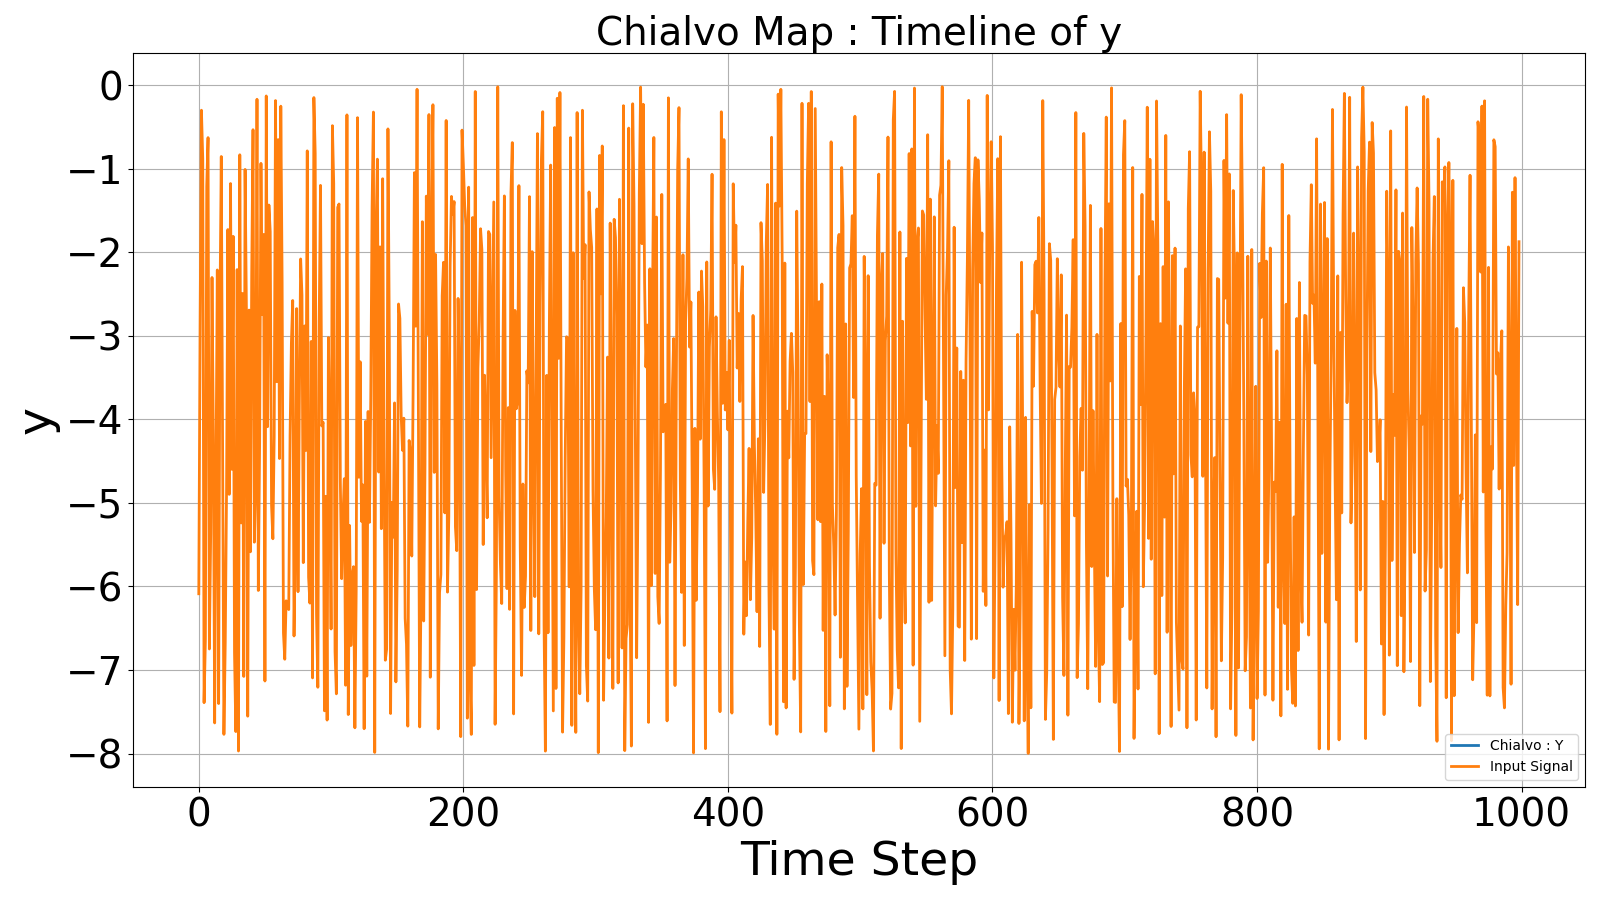 Chialvo Map : Timeline of y
y
0
−1
−2
−3
−4
−5
−6
−7
−8
Chialvo : Y
Input Signal
0 200 400 600 800 1000
Time Step